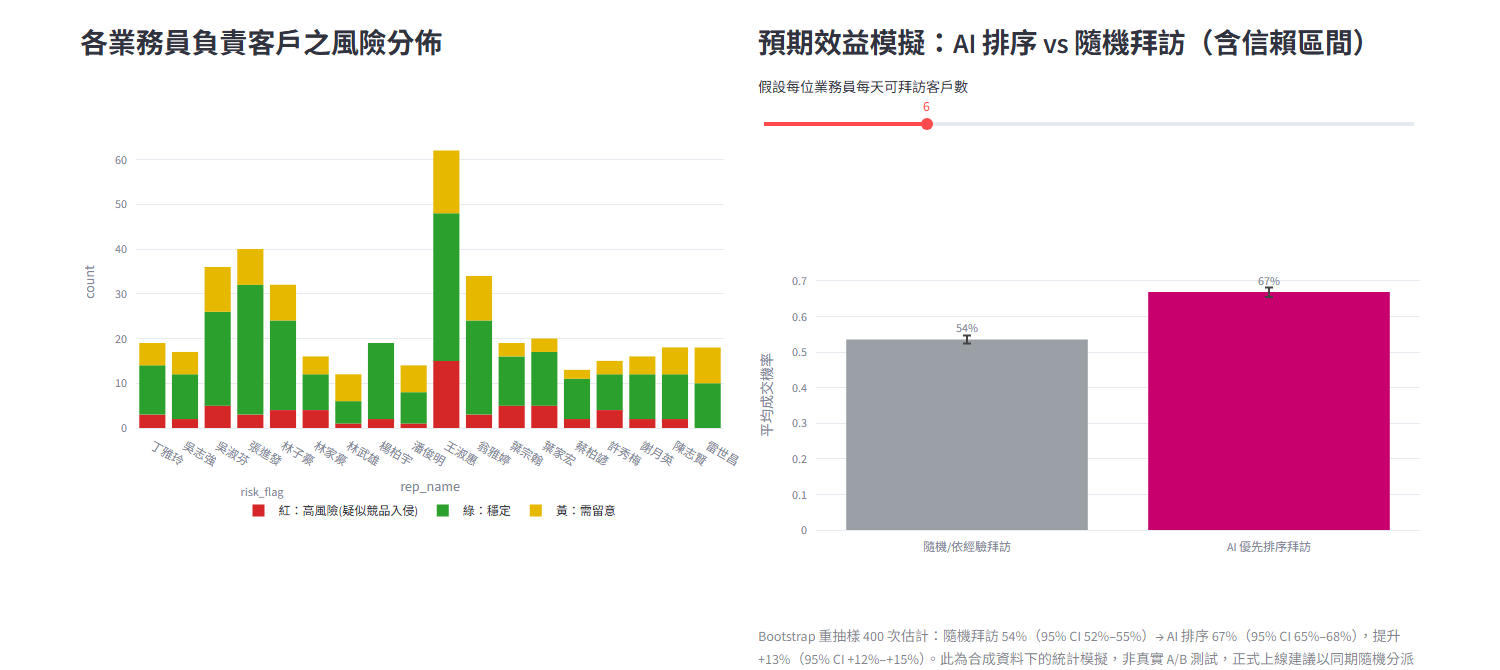 各業務員負責客戶之風險分佈
60
50
40
30
20
10
0
count
丁雅玲
吳志強
吳淑芬
張進發
林子豪
林家豪
林武雄
楊柏宇
潘俊明
王淑惠
翁雅婷
葉宗翰
葉家宏
蔡柏諺
許秀梅
謝月英
陳志賢
雷世昌
rep_name
risk_flag
紅：高風險(疑似競品入侵)
綠：穩定
黃：需留意
預期效益模擬：AI 排序 vs 隨機拜訪（含信賴區間）
假設每位業務員每天可拜訪客戶數
6
0.7
0.6
0.5
0.4
0.3
0.2
0.1
0
平均成交機率
54%
67%
隨機/依經驗拜訪
AI 優先排序拜訪
Bootstrap 重抽樣 400 次估計：隨機拜訪 54%（95% CI 52%–55%）→ AI 排序 67%（95% CI 65%–68%），提升
+13%（95% CI +12%–+15%）。此為合成資料下的統計模擬，非真實 A/B 測試，正式上線建議以同期隨機分派